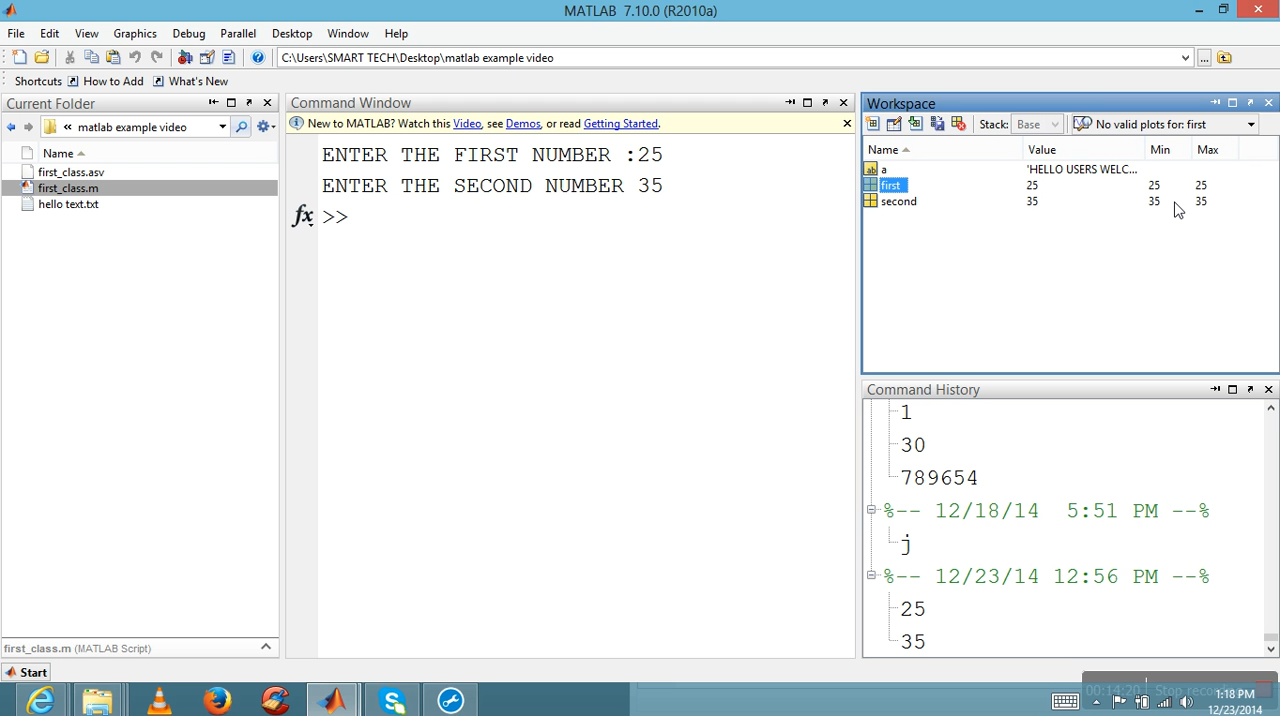 MATLAB 7.10.0 (R2010a)
File Edit View Graphics Debug Parallel Desktop Window Help
C:\Users\SMART TECH\Desktop\matlab example video
Shortcuts How to Add What's New
Current Folder
« matlab example video
Name
first_class.asv
first_class.m
hello text.txt
first_class.m (MATLAB Script)
Command Window
New to MATLAB? Watch this Video, see Demos, or read Getting Started.
ENTER THE FIRST NUMBER :25
ENTER THE SECOND NUMBER 35
fx >>
Workspace
Stack: Base No valid plots for: first
Name Value Min Max
a 'HELLO USERS WELC...
first 25 25 25
second 35 35 35
Command History
1
30
789654
%-- 12/18/14 5:51 PM --%
j
%-- 12/23/14 12:56 PM --%
25
35
Start
00:14:20 Stop
1:18 PM
12/23/2014